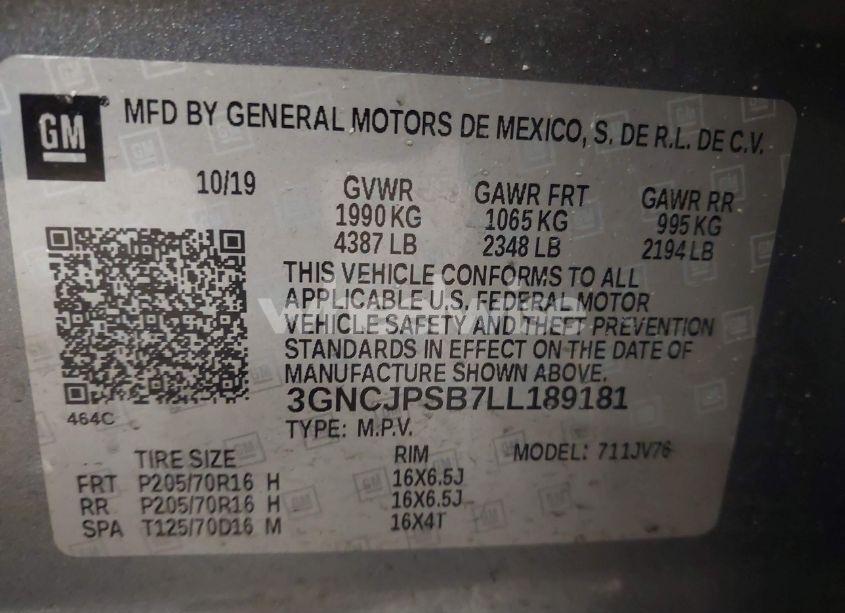 GM
MFD BY GENERAL MOTORS DE MEXICO, S. DE R.L. DE C.V.
10/19 GVWR GAWR FRT GAWR RR
1990 KG 1065 KG 995 KG
4387 LB 2348 LB 2194 LB
THIS VEHICLE CONFORMS TO ALL
APPLICABLE U.S. FEDERAL MOTOR
VEHICLE SAFETY AND THEFT PREVENTION
STANDARDS IN EFFECT ON THE DATE OF
MANUFACTURE SHOWN ABOVE.
464C
3GNCJPSB7LL189181
TYPE: M.P.V.
TIRE SIZE RIM MODEL: 711JV76
FRT P205/70R16 H 16X6.5J
RR P205/70R16 H 16X6.5J
SPA T125/70D16 M 16X4T